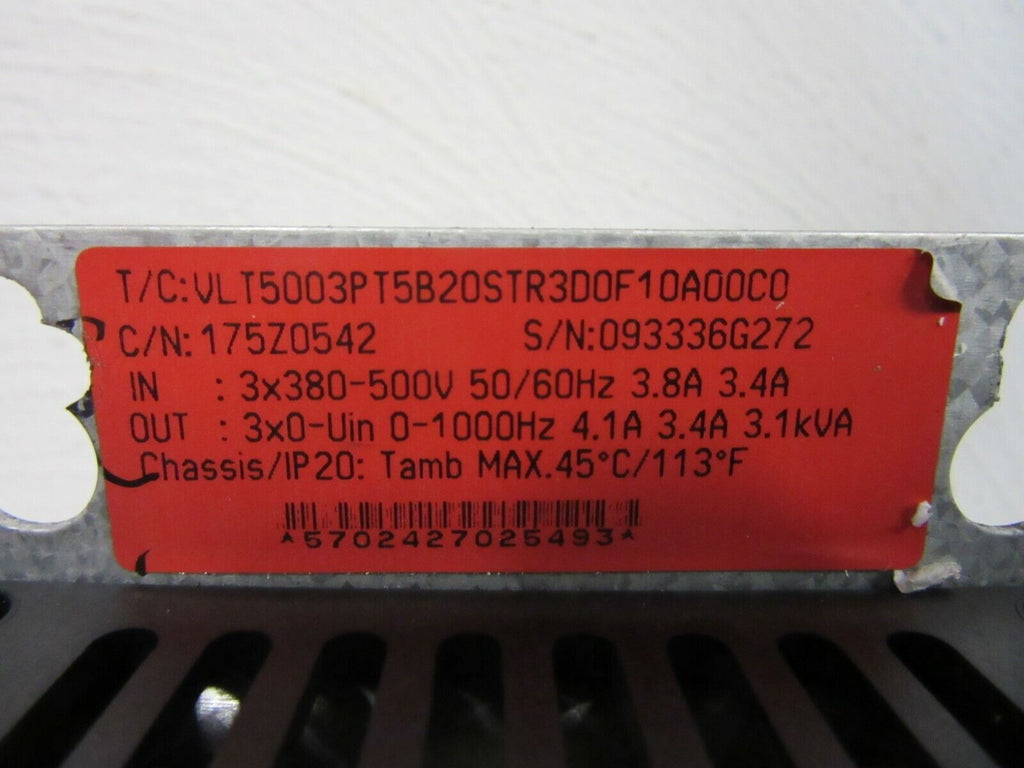 T/C:VLT5003PT5B20STR3D0F10A00C0
C/N:175Z0542 S/N:093336G272
IN : 3x380-500V 50/60Hz 3.8A 3.4A
OUT : 3x0-Uin 0-1000Hz 4.1A 3.4A 3.1kVA
Chassis/IP20: Tamb MAX.45°C/113°F
*5702427025493*